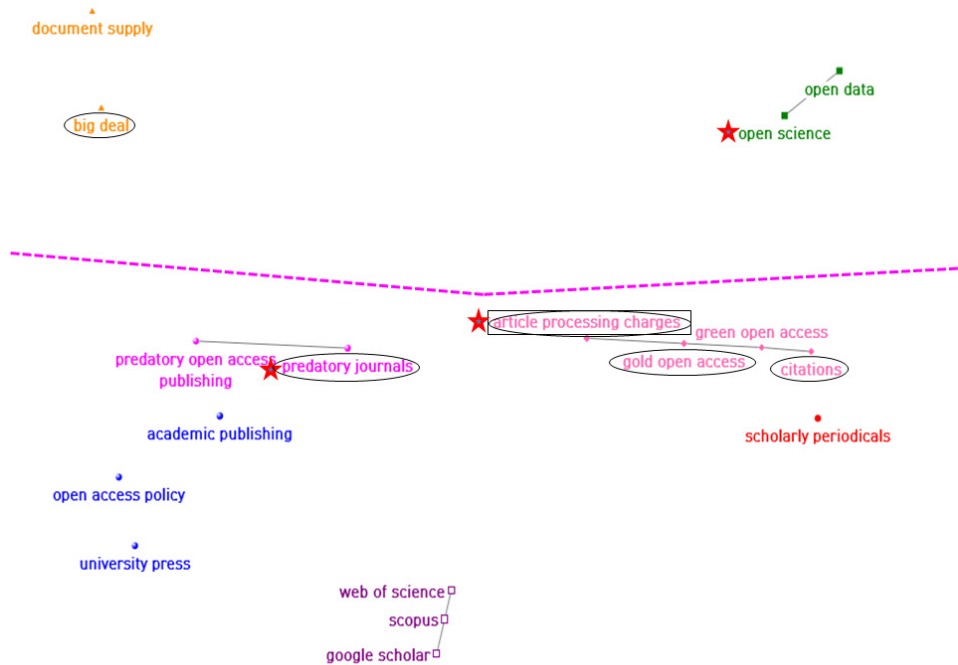 document supply
open data
big deal
open science
article processing charges
green open access
predatory open access
publishing
predatory journals
gold open access
citations
academic publishing
scholarly periodicals
open access policy
university press
web of science
scopus
google scholar